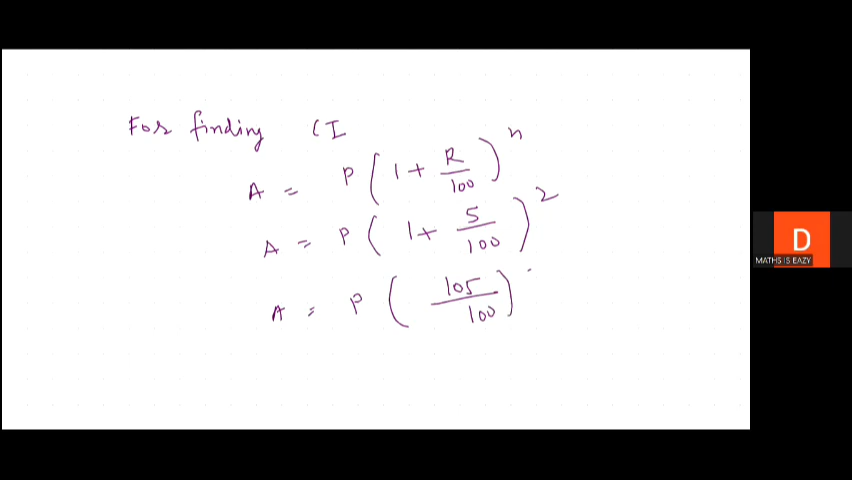 For finding CI
A = P(1 + R/100)^n
A = P(1 + 5/100)^2
A = P(105/100)
D
MATHS IS EAZY